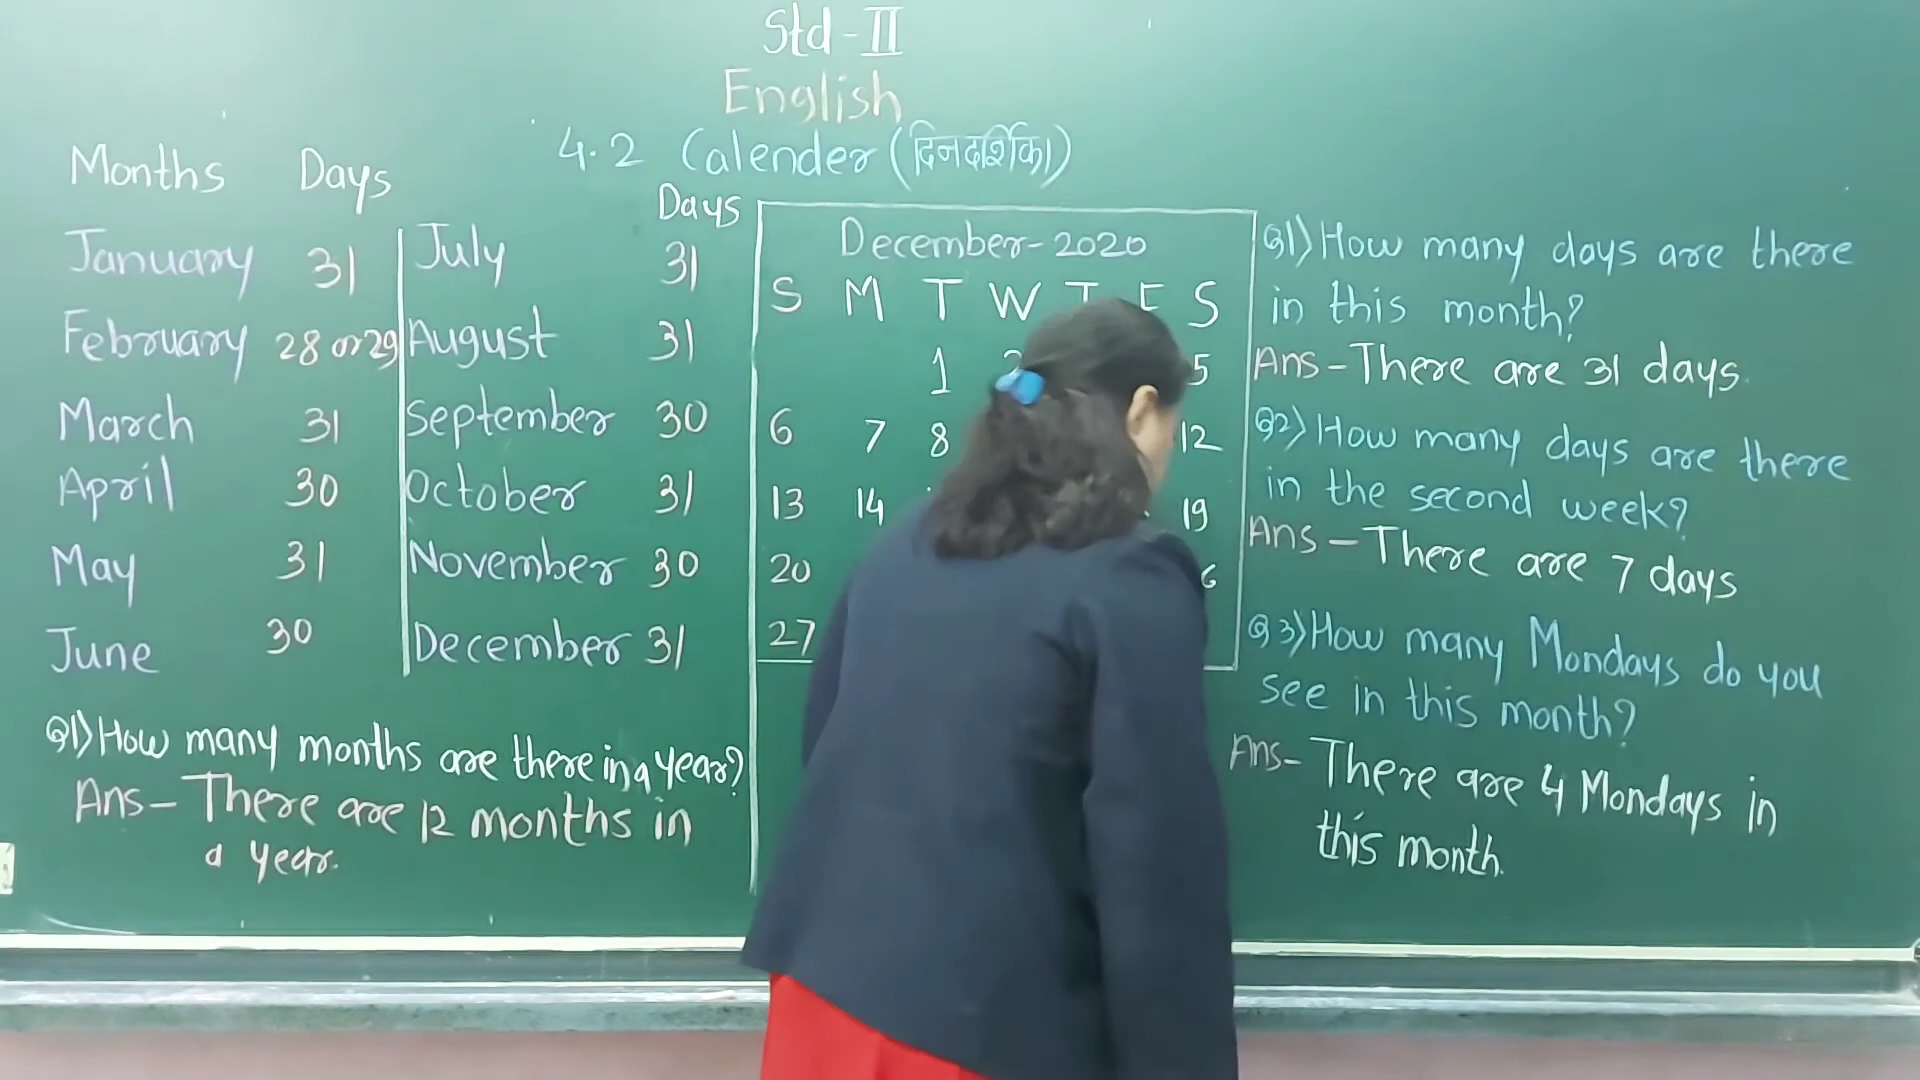 Std-II
English
4.2 Calender (दिनदर्शिका)
Months Days
January 31
February 28 or 29
March 31
April 30
May 31
June 30
Days
July 31
August 31
September 30
October 31
November 30
December 31
Q1) How many months are there in a year?
Ans- There are 12 months in
a year.
December-2020
S M T W T F S
1 2 5
6 7 8 12
13 14 19
20
27
Q1) How many days are there
in this month?
Ans-There are 31 days.
Q2) How many days are there
in the second week?
Ans-There are 7 days
Q3) How many Mondays do you
see in this month?
Ans- There are 4 Mondays in
this month.